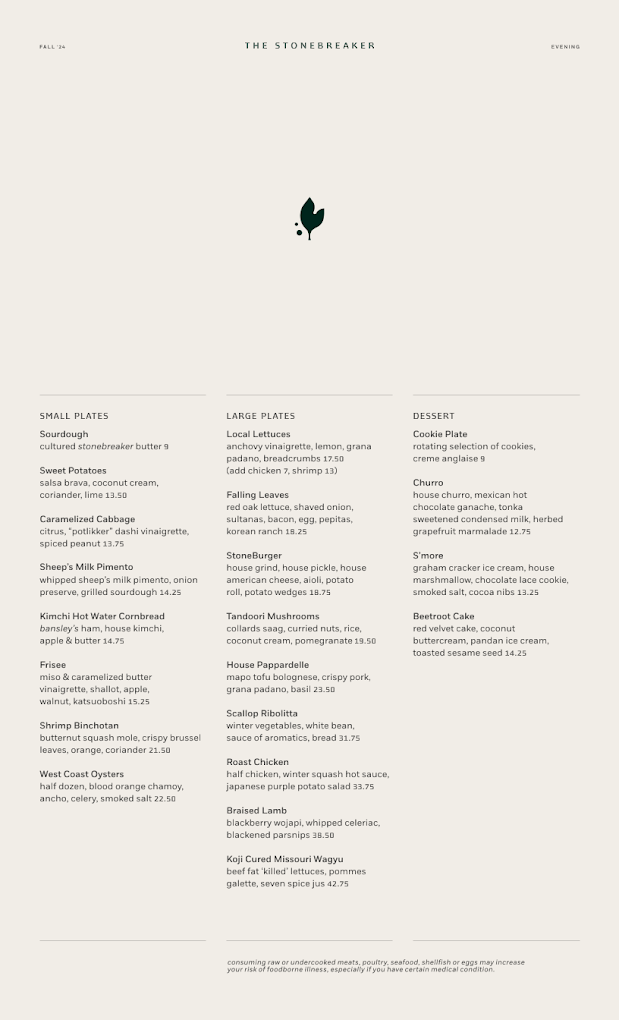 FALL '24
THE STONEBREAKER
EVENING
SMALL PLATES
Sourdough
cultured stonebreaker butter 9
Sweet Potatoes
salsa brava, coconut cream,
coriander, lime 13.50
Caramelized Cabbage
citrus, “potlikker” dashi vinaigrette,
spiced peanut 13.75
Sheep's Milk Pimento
whipped sheep's milk pimento, onion
preserve, grilled sourdough 14.25
Kimchi Hot Water Cornbread
bansley's ham, house kimchi,
apple & butter 14.75
Frisee
miso & caramelized butter
vinaigrette, shallot, apple,
walnut, katsuoboshi 15.25
Shrimp Binchotan
butternut squash mole, crispy brussel
leaves, orange, coriander 21.50
West Coast Oysters
half dozen, blood orange chamoy,
ancho, celery, smoked salt 22.50
LARGE PLATES
Local Lettuces
anchovy vinaigrette, lemon, grana
padano, breadcrumbs 17.50
(add chicken 7, shrimp 13)
Falling Leaves
red oak lettuce, shaved onion,
sultanas, bacon, egg, pepitas,
korean ranch 18.25
StoneBurger
house grind, house pickle, house
american cheese, aioli, potato
roll, potato wedges 18.75
Tandoori Mushrooms
collards saag, curried nuts, rice,
coconut cream, pomegranate 19.50
House Pappardelle
mapo tofu bolognese, crispy pork,
grana padano, basil 23.50
Scallop Ribolitta
winter vegetables, white bean,
sauce of aromatics, bread 31.75
Roast Chicken
half chicken, winter squash hot sauce,
japanese purple potato salad 33.75
Braised Lamb
blackberry wojapi, whipped celeriac,
blackened parsnips 38.50
Koji Cured Missouri Wagyu
beef fat 'killed' lettuces, pommes
galette, seven spice jus 42.75
DESSERT
Cookie Plate
rotating selection of cookies,
creme anglaise 9
Churro
house churro, mexican hot
chocolate ganache, tonka
sweetened condensed milk, herbed
grapefruit marmalade 12.75
S'more
graham cracker ice cream, house
marshmallow, chocolate lace cookie,
smoked salt, cocoa nibs 13.25
Beetroot Cake
red velvet cake, coconut
buttercream, pandan ice cream,
toasted sesame seed 14.25
consuming raw or undercooked meats, poultry, seafood, shellfish or eggs may increase
your risk of foodborne illness, especially if you have certain medical condition.